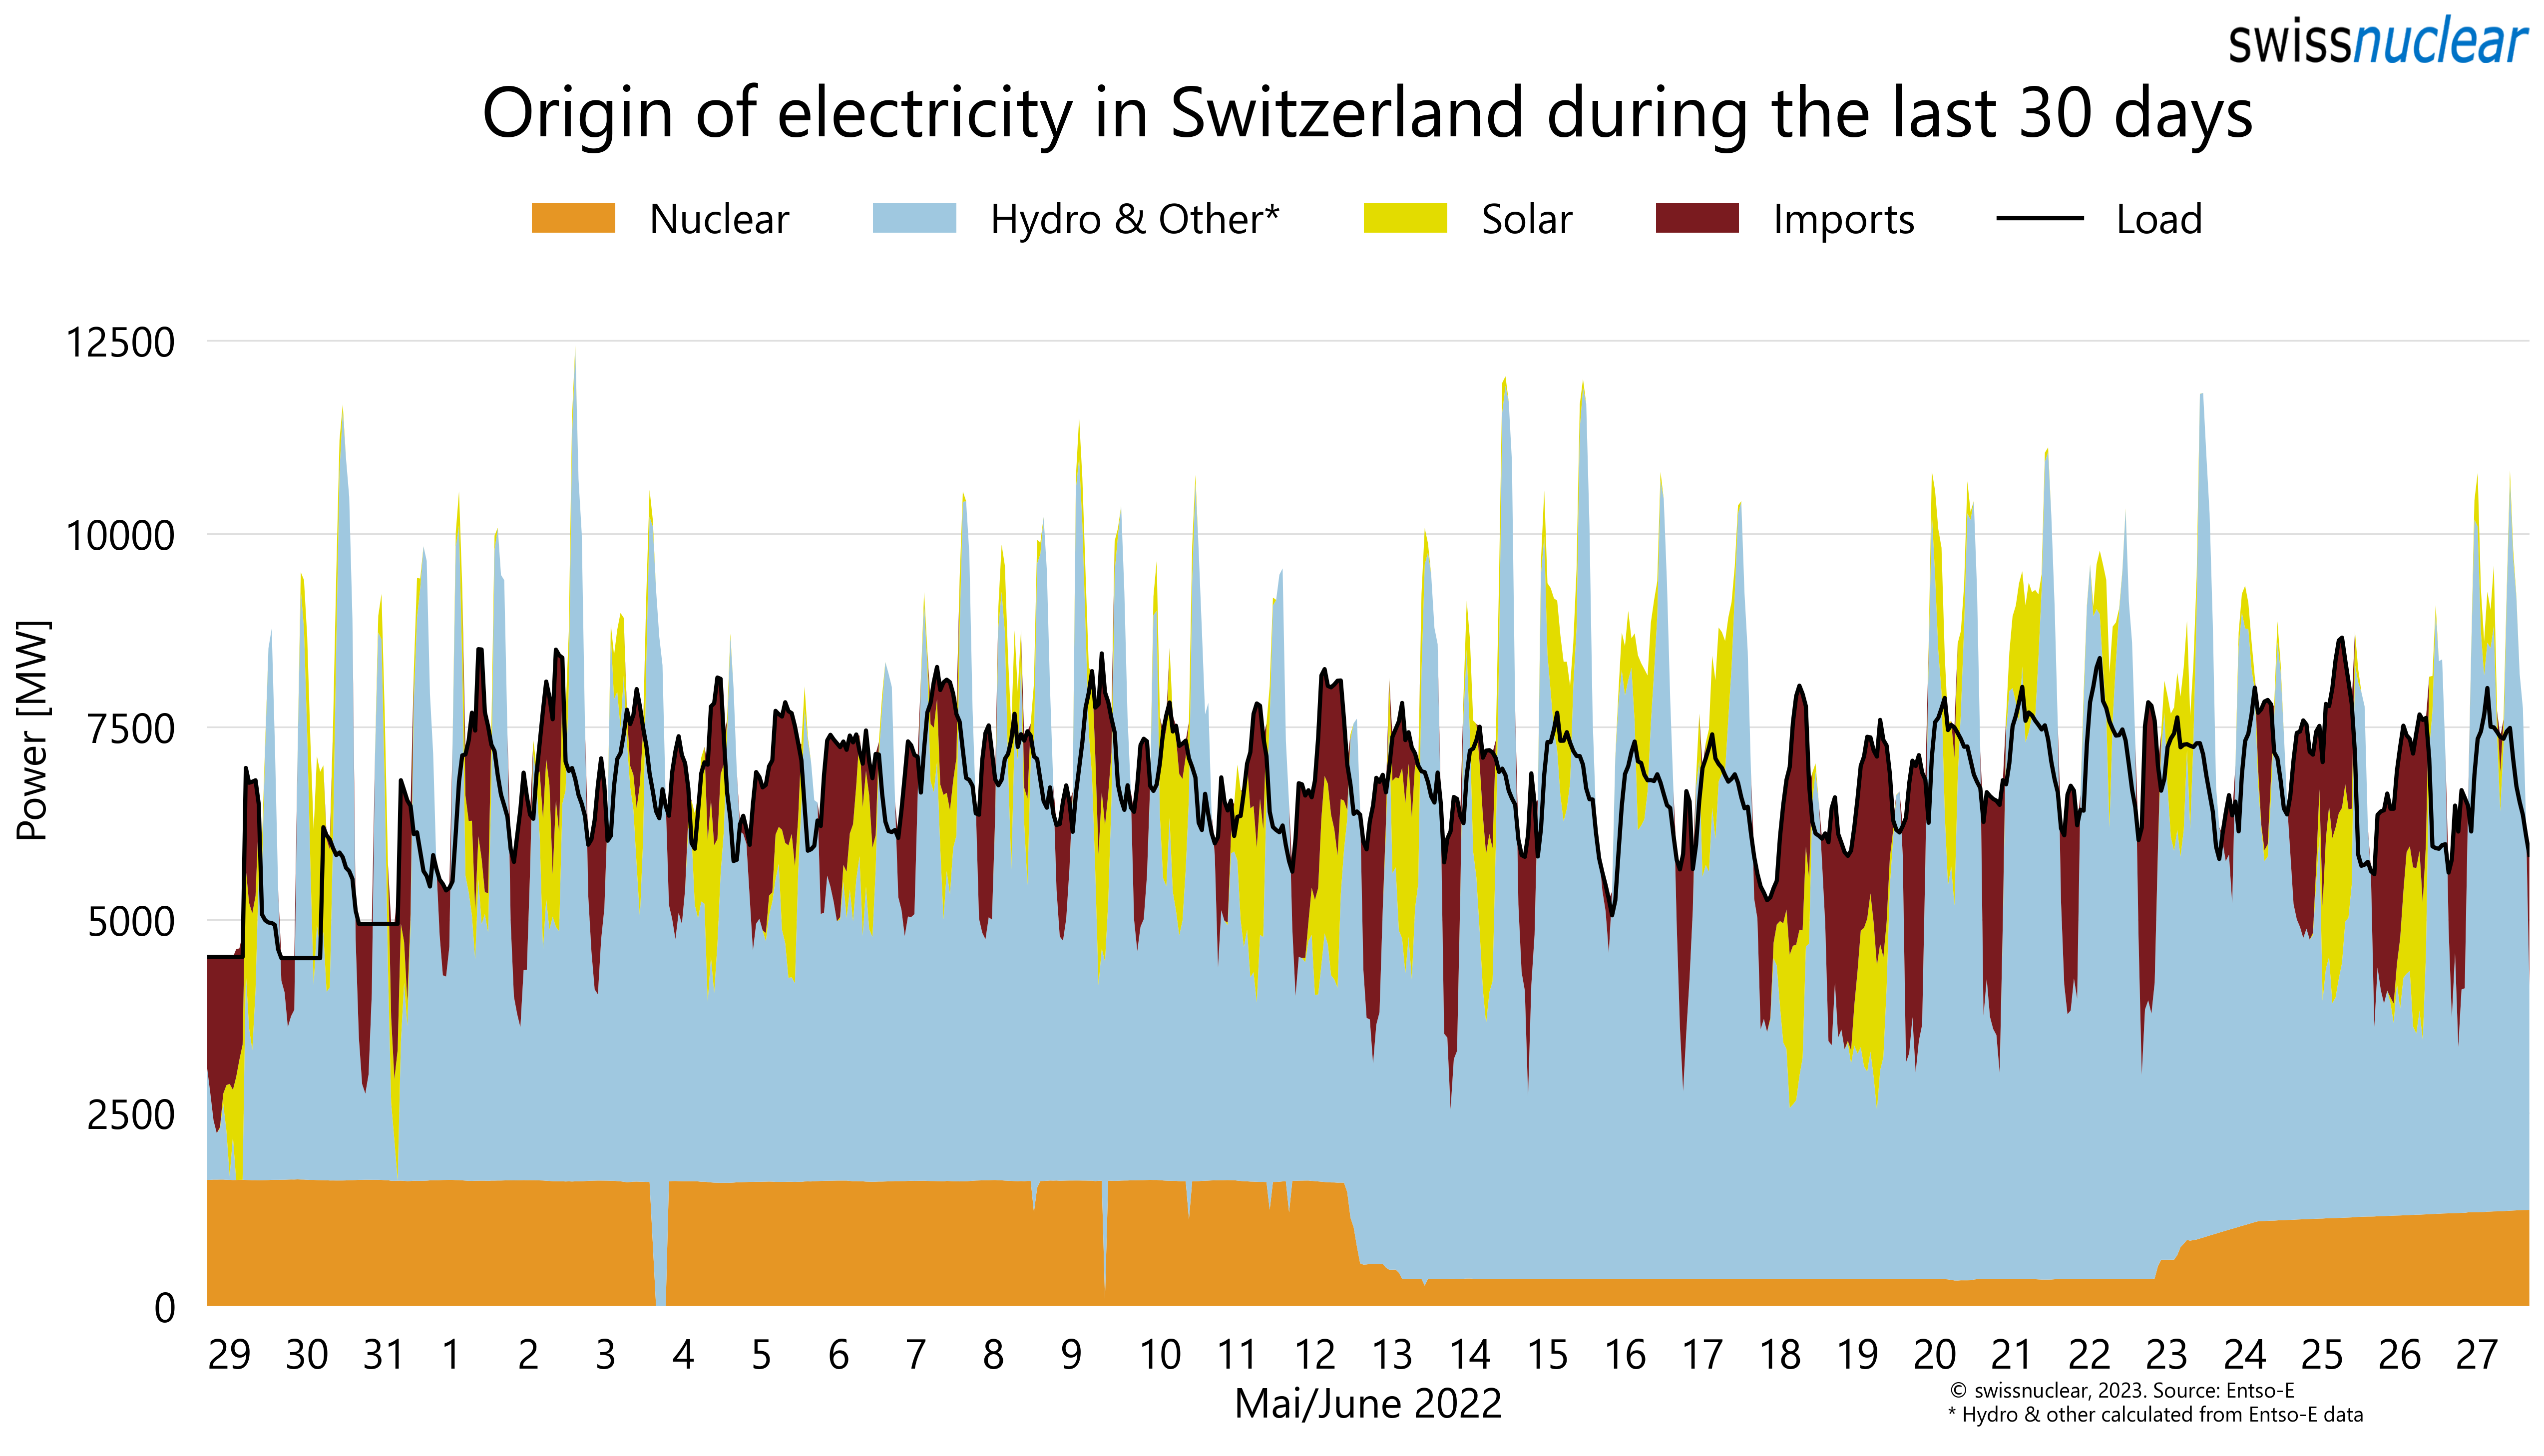 swissnuclear
Origin of electricity in Switzerland during the last 30 days
Nuclear Hydro & Other* Solar Imports Load
Power [MW]
12500
10000
7500
5000
2500
0
29 30 31 1 2 3 4 5 6 7 8 9 10 11 12 13 14 15 16 17 18 19 20 21 22 23 24 25 26 27
Mai/June 2022
© swissnuclear, 2023. Source: Entso-E
* Hydro & other calculated from Entso-E data